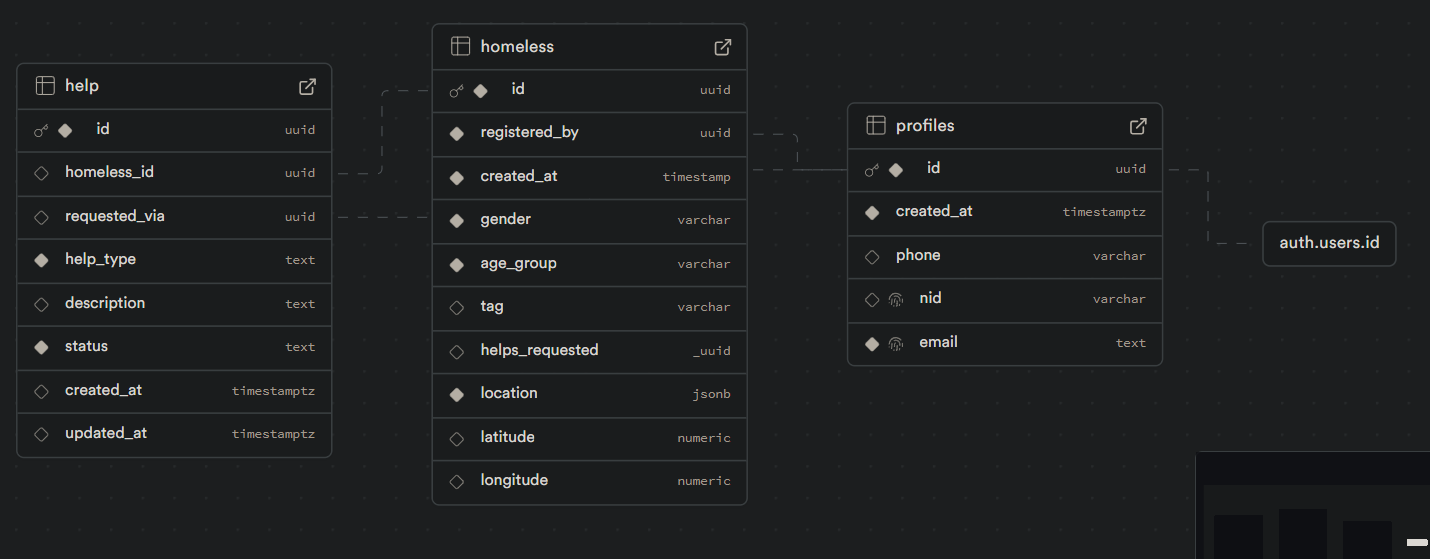 help
id uuid
homeless_id uuid
requested_via uuid
help_type text
description text
status text
created_at timestamptz
updated_at timestamptz
homeless
id uuid
registered_by uuid
created_at timestamp
gender varchar
age_group varchar
tag varchar
helps_requested _uuid
location jsonb
latitude numeric
longitude numeric
profiles
id uuid
created_at timestamptz
phone varchar
nid varchar
email text
auth.users.id